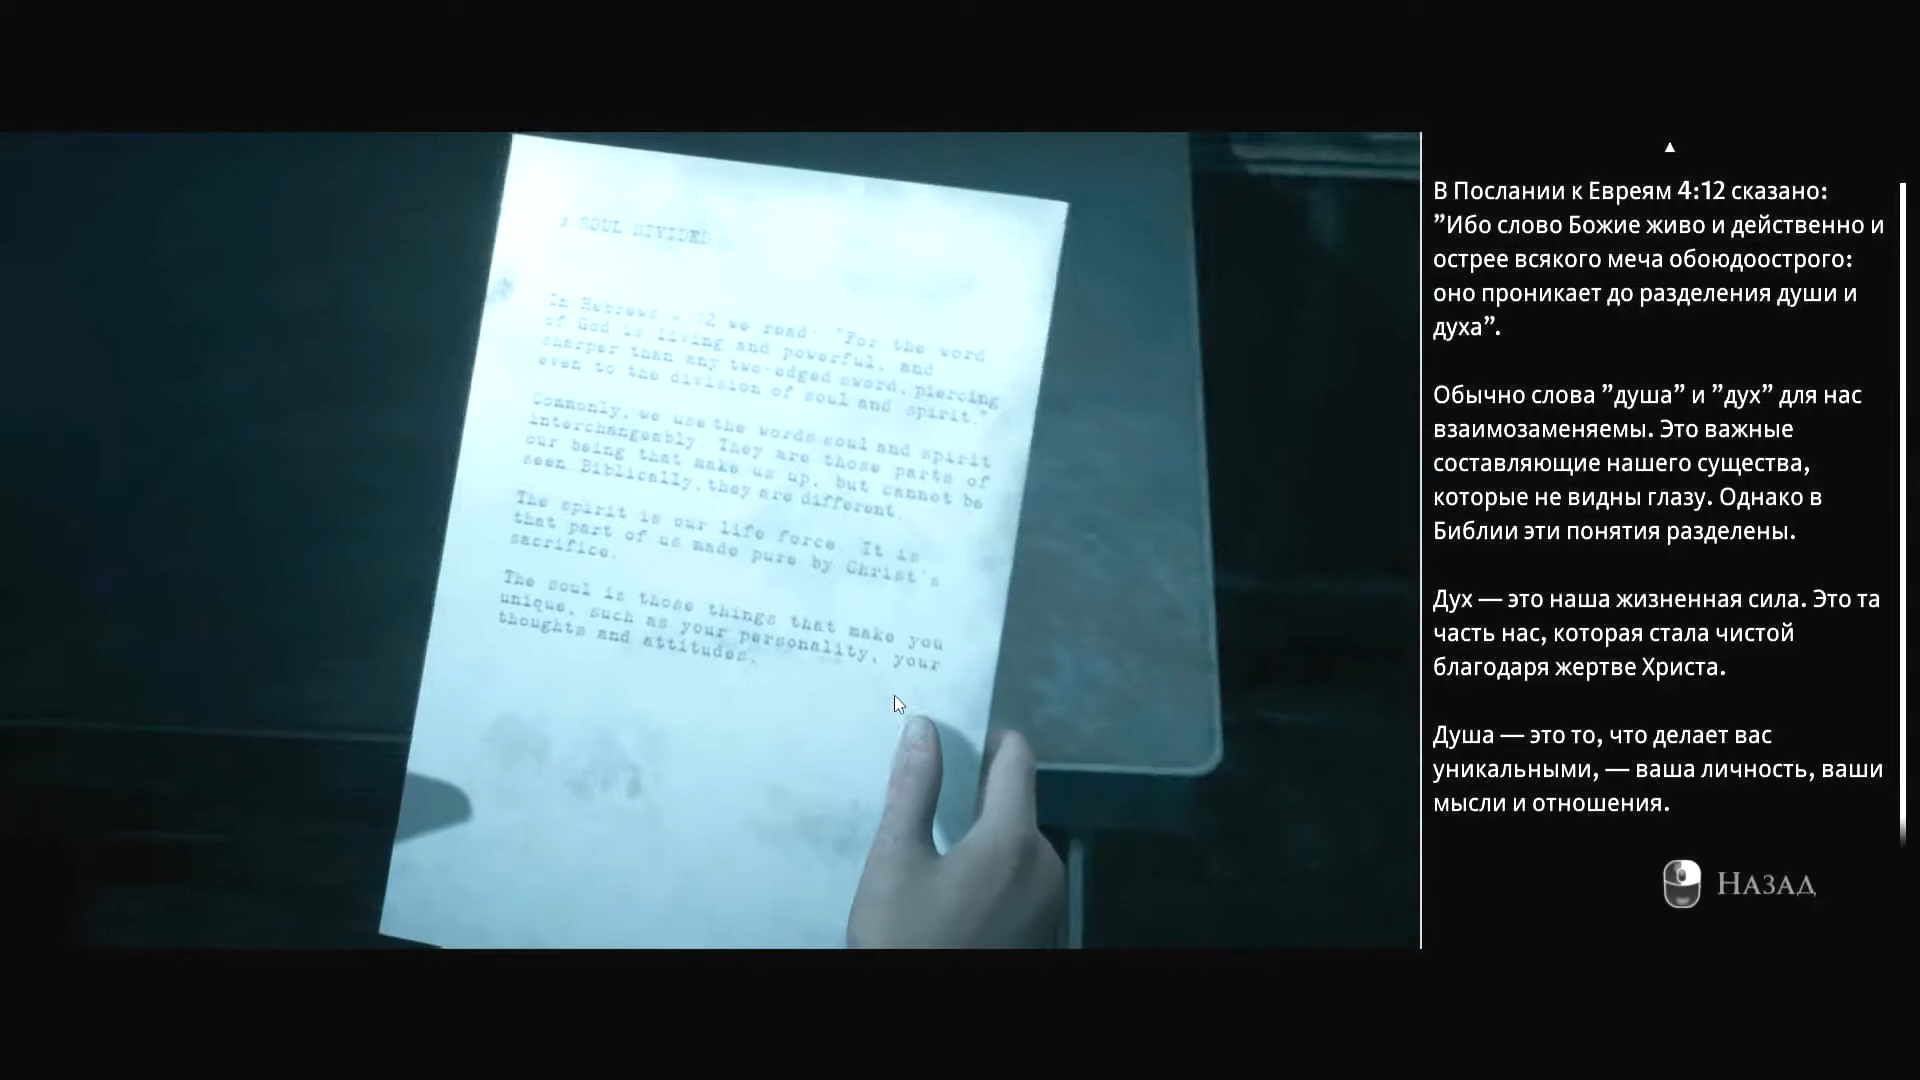 A SOUL DIVIDED
In Hebrews 4:12 we read: "For the word
of God is living and powerful, and
sharper than any two-edged sword, piercing
even to the division of soul and spirit."
Commonly, we use the words soul and spirit
interchangeably. They are those parts of
our being that make us up, but cannot be
seen. Biblically, they are different.
The spirit is our life force. It is
that part of us made pure by Christ's
sacrifice.
The soul is those things that make you
unique, such as your personality, your
thoughts and attitudes.
В Послании к Евреям 4:12 сказано:
”Ибо слово Божие живо и действенно и
острее всякого меча обоюдоострого:
оно проникает до разделения души и
духа”.
Обычно слова ”душа” и ”дух” для нас
взаимозаменяемы. Это важные
составляющие нашего существа,
которые не видны глазу. Однако в
Библии эти понятия разделены.
Дух — это наша жизненная сила. Это та
часть нас, которая стала чистой
благодаря жертве Христа.
Душа — это то, что делает вас
уникальными, — ваша личность, ваши
мысли и отношения.
НАЗАД